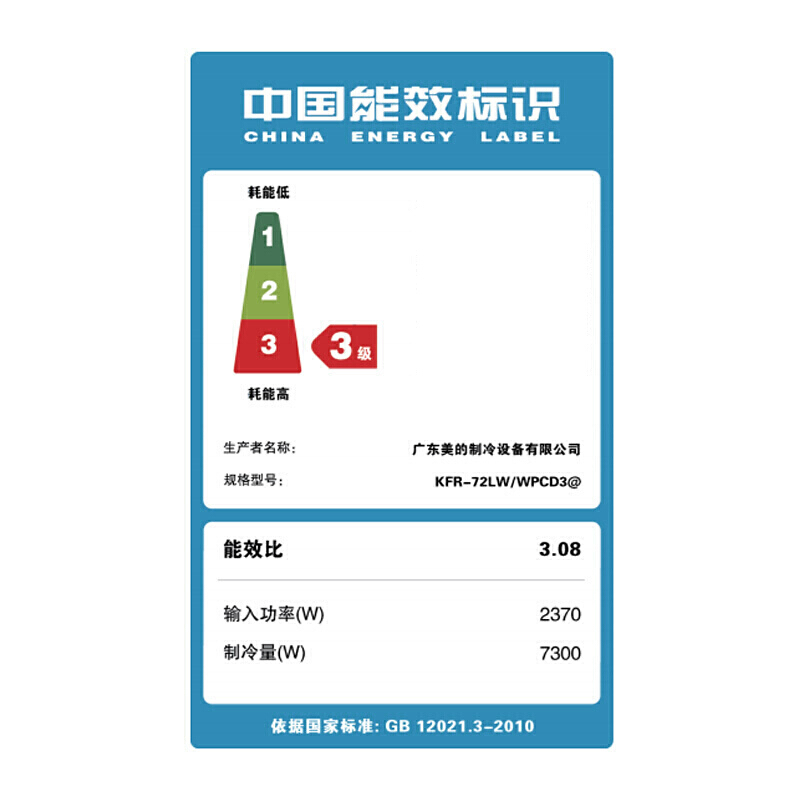 中国能效标识
CHINA ENERGY LABEL
耗能低
1
2
3
3级
耗能高
生产者名称: 广东美的制冷设备有限公司
规格型号: KFR-72LW/WPCD3@
能效比 3.08
输入功率(W) 2370
制冷量(W) 7300
依据国家标准: GB 12021.3-2010